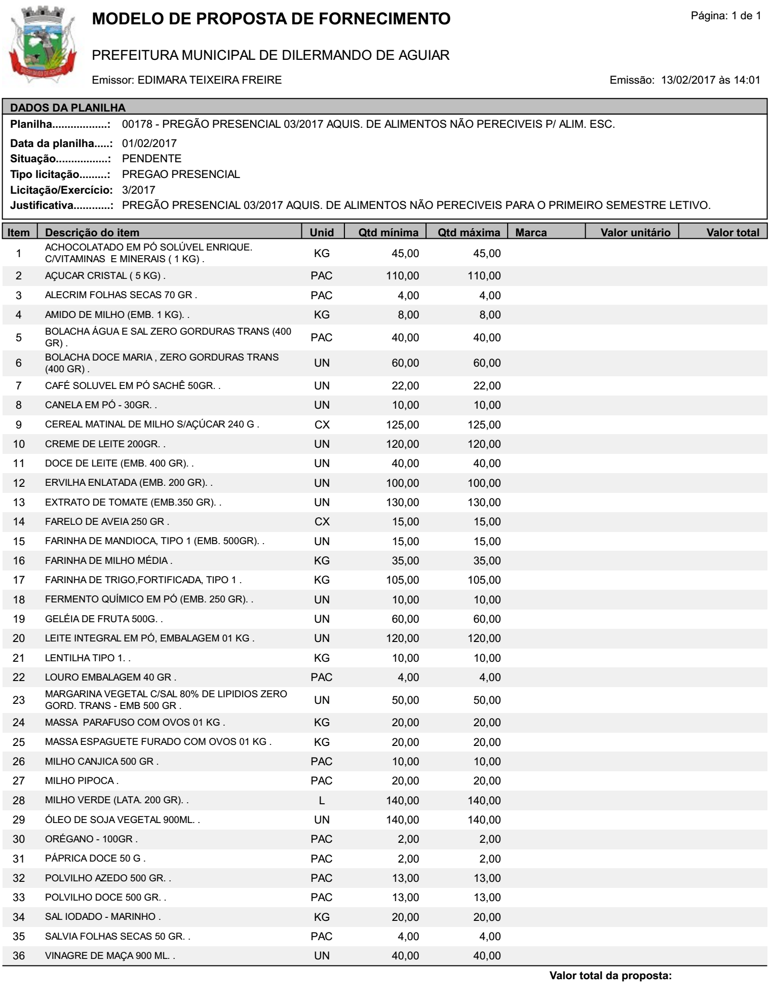 MODELO DE PROPOSTA DE FORNECIMENTO
Página: 1 de 1
PREFEITURA MUNICIPAL DE DILERMANDO DE AGUIAR
Emissor: EDIMARA TEIXEIRA FREIRE
Emissão: 13/02/2017 às 14:01
DADOS DA PLANILHA
Planilha..................: 00178 - PREGÃO PRESENCIAL 03/2017 AQUIS. DE ALIMENTOS NÃO PERECIVEIS P/ ALIM. ESC.
Data da planilha.....: 01/02/2017
Situação.................: PENDENTE
Tipo licitação.........: PREGAO PRESENCIAL
Licitação/Exercício: 3/2017
Justificativa............: PREGÃO PRESENCIAL 03/2017 AQUIS. DE ALIMENTOS NÃO PERECIVEIS PARA O PRIMEIRO SEMESTRE LETIVO.
Item Descrição do item Unid Qtd mínima Qtd máxima Marca Valor unitário Valor total
1 ACHOCOLATADO EM PÓ SOLÚVEL ENRIQUE. KG 45,00 45,00
C/VITAMINAS E MINERAIS ( 1 KG) .
2 AÇUCAR CRISTAL ( 5 KG) . PAC 110,00 110,00
3 ALECRIM FOLHAS SECAS 70 GR . PAC 4,00 4,00
4 AMIDO DE MILHO (EMB. 1 KG). . KG 8,00 8,00
5 BOLACHA ÁGUA E SAL ZERO GORDURAS TRANS (400 PAC 40,00 40,00
GR) .
6 BOLACHA DOCE MARIA , ZERO GORDURAS TRANS UN 60,00 60,00
(400 GR) .
7 CAFÉ SOLUVEL EM PÓ SACHÊ 50GR. . UN 22,00 22,00
8 CANELA EM PÓ - 30GR. . UN 10,00 10,00
9 CEREAL MATINAL DE MILHO S/AÇÚCAR 240 G . CX 125,00 125,00
10 CREME DE LEITE 200GR. . UN 120,00 120,00
11 DOCE DE LEITE (EMB. 400 GR). . UN 40,00 40,00
12 ERVILHA ENLATADA (EMB. 200 GR). . UN 100,00 100,00
13 EXTRATO DE TOMATE (EMB.350 GR). . UN 130,00 130,00
14 FARELO DE AVEIA 250 GR . CX 15,00 15,00
15 FARINHA DE MANDIOCA, TIPO 1 (EMB. 500GR). . UN 15,00 15,00
16 FARINHA DE MILHO MÉDIA . KG 35,00 35,00
17 FARINHA DE TRIGO,FORTIFICADA, TIPO 1 . KG 105,00 105,00
18 FERMENTO QUÍMICO EM PÓ (EMB. 250 GR). . UN 10,00 10,00
19 GELÉIA DE FRUTA 500G. . UN 60,00 60,00
20 LEITE INTEGRAL EM PÓ, EMBALAGEM 01 KG . UN 120,00 120,00
21 LENTILHA TIPO 1. . KG 10,00 10,00
22 LOURO EMBALAGEM 40 GR . PAC 4,00 4,00
23 MARGARINA VEGETAL C/SAL 80% DE LIPIDIOS ZERO UN 50,00 50,00
GORD. TRANS - EMB 500 GR .
24 MASSA PARAFUSO COM OVOS 01 KG . KG 20,00 20,00
25 MASSA ESPAGUETE FURADO COM OVOS 01 KG . KG 20,00 20,00
26 MILHO CANJICA 500 GR . PAC 10,00 10,00
27 MILHO PIPOCA . PAC 20,00 20,00
28 MILHO VERDE (LATA. 200 GR). . L 140,00 140,00
29 ÓLEO DE SOJA VEGETAL 900ML. . UN 140,00 140,00
30 ORÉGANO - 100GR . PAC 2,00 2,00
31 PÁPRICA DOCE 50 G . PAC 2,00 2,00
32 POLVILHO AZEDO 500 GR. . PAC 13,00 13,00
33 POLVILHO DOCE 500 GR. . PAC 13,00 13,00
34 SAL IODADO - MARINHO . KG 20,00 20,00
35 SALVIA FOLHAS SECAS 50 GR. . PAC 4,00 4,00
36 VINAGRE DE MAÇA 900 ML. . UN 40,00 40,00
Valor total da proposta: